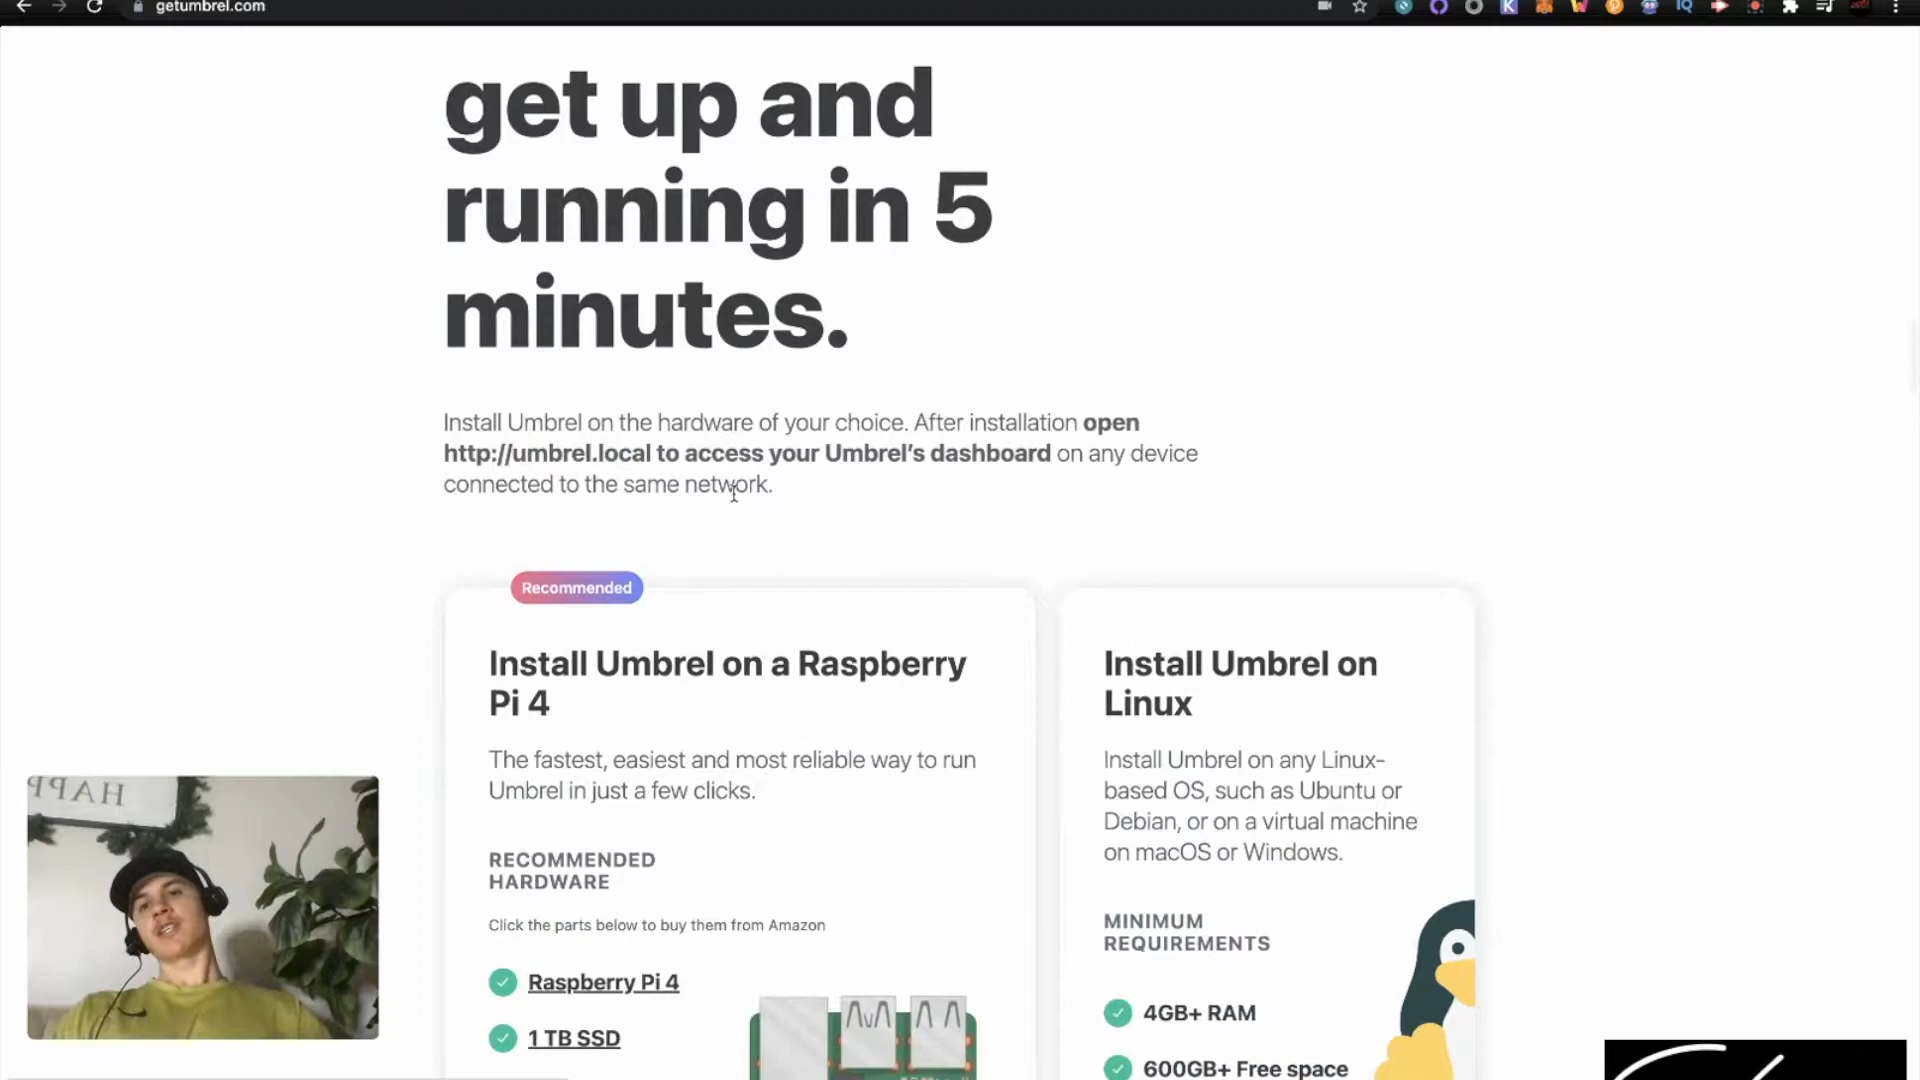 getumbrel.com
get up and
running in 5
minutes.
Install Umbrel on the hardware of your choice. After installation open
http://umbrel.local to access your Umbrel’s dashboard on any device
connected to the same network.
Recommended
Install Umbrel on a Raspberry
Pi 4
The fastest, easiest and most reliable way to run
Umbrel in just a few clicks.
RECOMMENDED
HARDWARE
Click the parts below to buy them from Amazon
Raspberry Pi 4
1 TB SSD
Install Umbrel on
Linux
Install Umbrel on any Linux-
based OS, such as Ubuntu or
Debian, or on a virtual machine
on macOS or Windows.
MINIMUM
REQUIREMENTS
4GB+ RAM
600GB+ Free space
HAPP